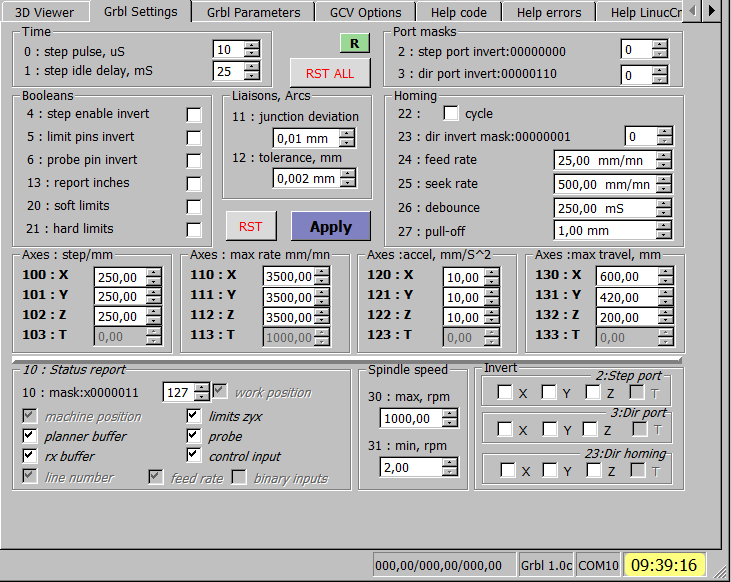 3D Viewer Grbl Settings Grbl Parameters GCV Options Help code Help errors Help LinucCr
Time
0 : step pulse, uS 10
1 : step idle delay, mS 25
R
RST ALL
Port masks
2 : step port invert:00000000 0
3 : dir port invert:00000110 0
Booleans
4 : step enable invert
5 : limit pins invert
6 : probe pin invert
13 : report inches
20 : soft limits
21 : hard limits
Liaisons, Arcs
11 : junction deviation
0,01 mm
12 : tolerance, mm
0,002 mm
RST Apply
Homing
22 : cycle
23 : dir invert mask:00000001 0
24 : feed rate 25,00 mm/mn
25 : seek rate 500,00 mm/mn
26 : debounce 250,00 mS
27 : pull-off 1,00 mm
Axes : step/mm
100 : X 250,00
101 : Y 250,00
102 : Z 250,00
103 : T 0,00
Axes : max rate mm/mn
110 : X 3500,00
111 : Y 3500,00
112 : Z 3500,00
113 : T 1000,00
Axes :accel, mm/S^2
120 : X 10,00
121 : Y 10,00
122 : Z 10,00
123 : T 0,00
Axes :max travel, mm
130 : X 600,00
131 : Y 420,00
132 : Z 200,00
133 : T 0,00
10 : Status report
10 : mask:x0000011 127 work position
machine position limits zyx
planner buffer probe
rx buffer control input
line number feed rate binary inputs
Spindle speed
30 : max, rpm
1000,00
31 : min, rpm
2,00
Invert
2:Step port
X Y Z T
3:Dir port
X Y Z T
23:Dir homing
X Y Z T
000,00/000,00/000,00 Grbl 1.0c COM10 09:39:16